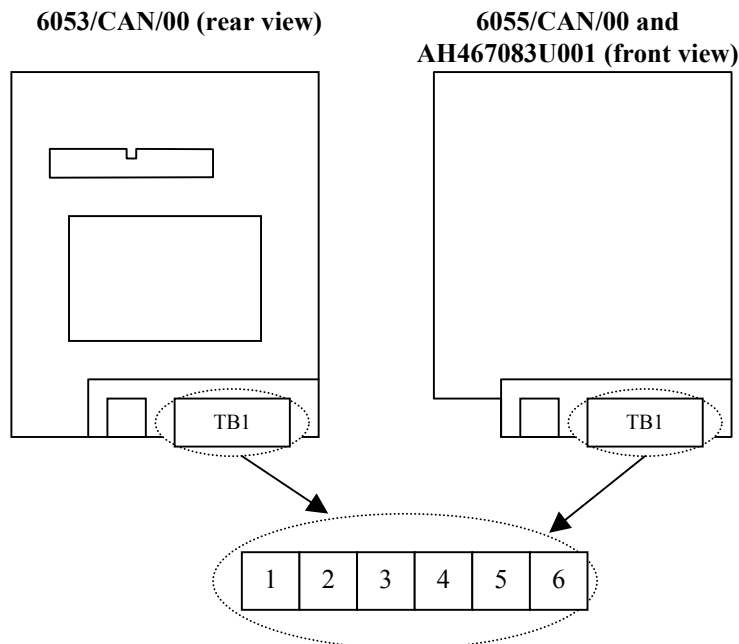 6053/CAN/00 (rear view)
6055/CAN/00 and
AH467083U001 (front view)
TB1
TB1
1 2 3 4 5 6